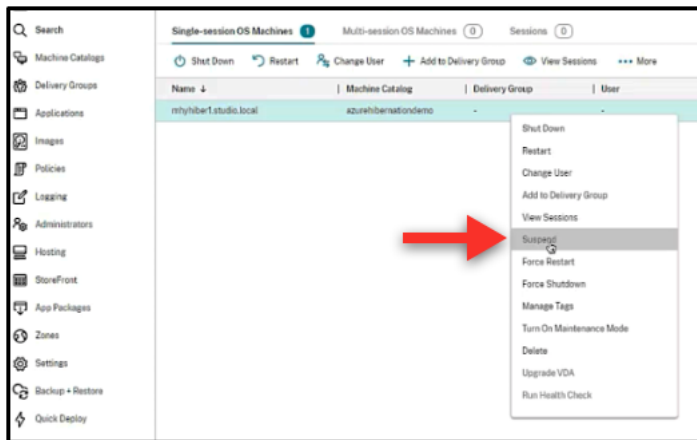 Search
Machine Catalogs
Delivery Groups
Applications
Images
Policies
Logging
Administrators
Hosting
StoreFront
App Packages
Zones
Settings
Backup + Restore
Quick Deploy
Single-session OS Machines 1 Multi-session OS Machines (0) Sessions (0)
Shut Down Restart Change User Add to Delivery Group View Sessions More
Name ↓ Machine Catalog Delivery Group User
mhyhiber1.studio.local azurehibernationdemo - -
Shut Down
Restart
Change User
Add to Delivery Group
View Sessions
Suspend
Force Restart
Force Shutdown
Manage Tags
Turn On Maintenance Mode
Delete
Upgrade VDA
Run Health Check